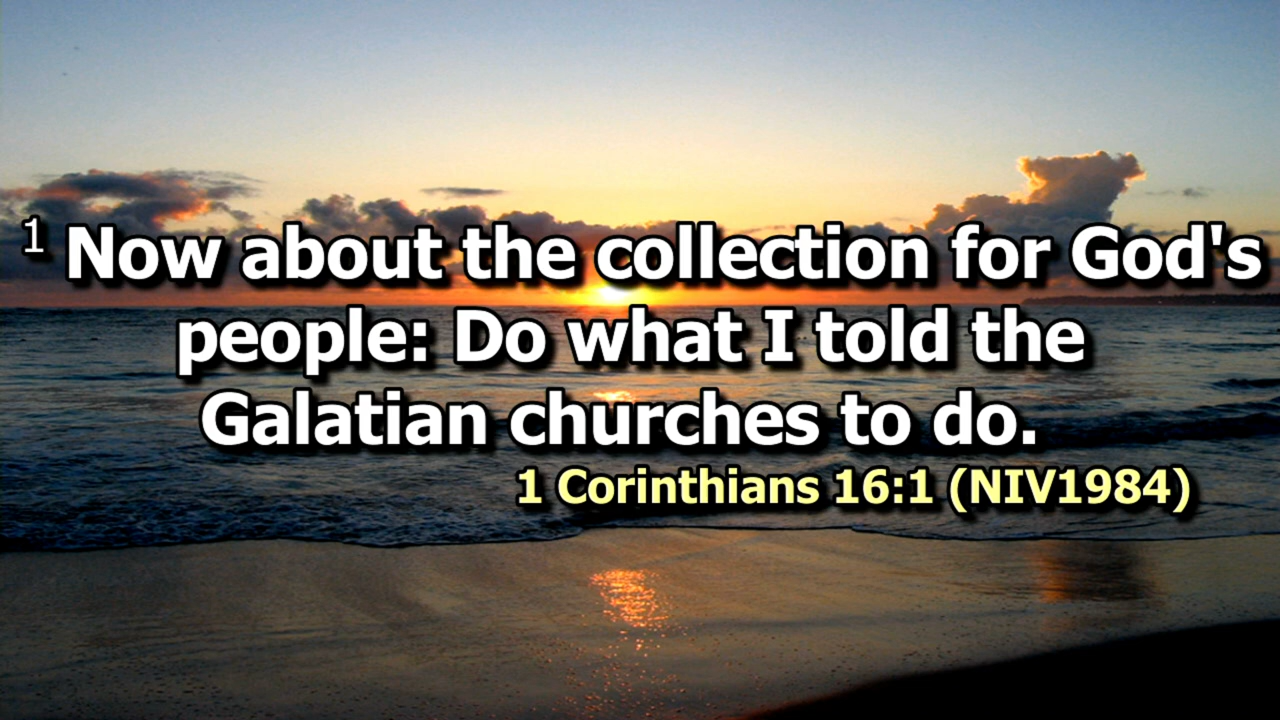 1 Now about the collection for God's
people: Do what I told the
Galatian churches to do.
1 Corinthians 16:1 (NIV1984)